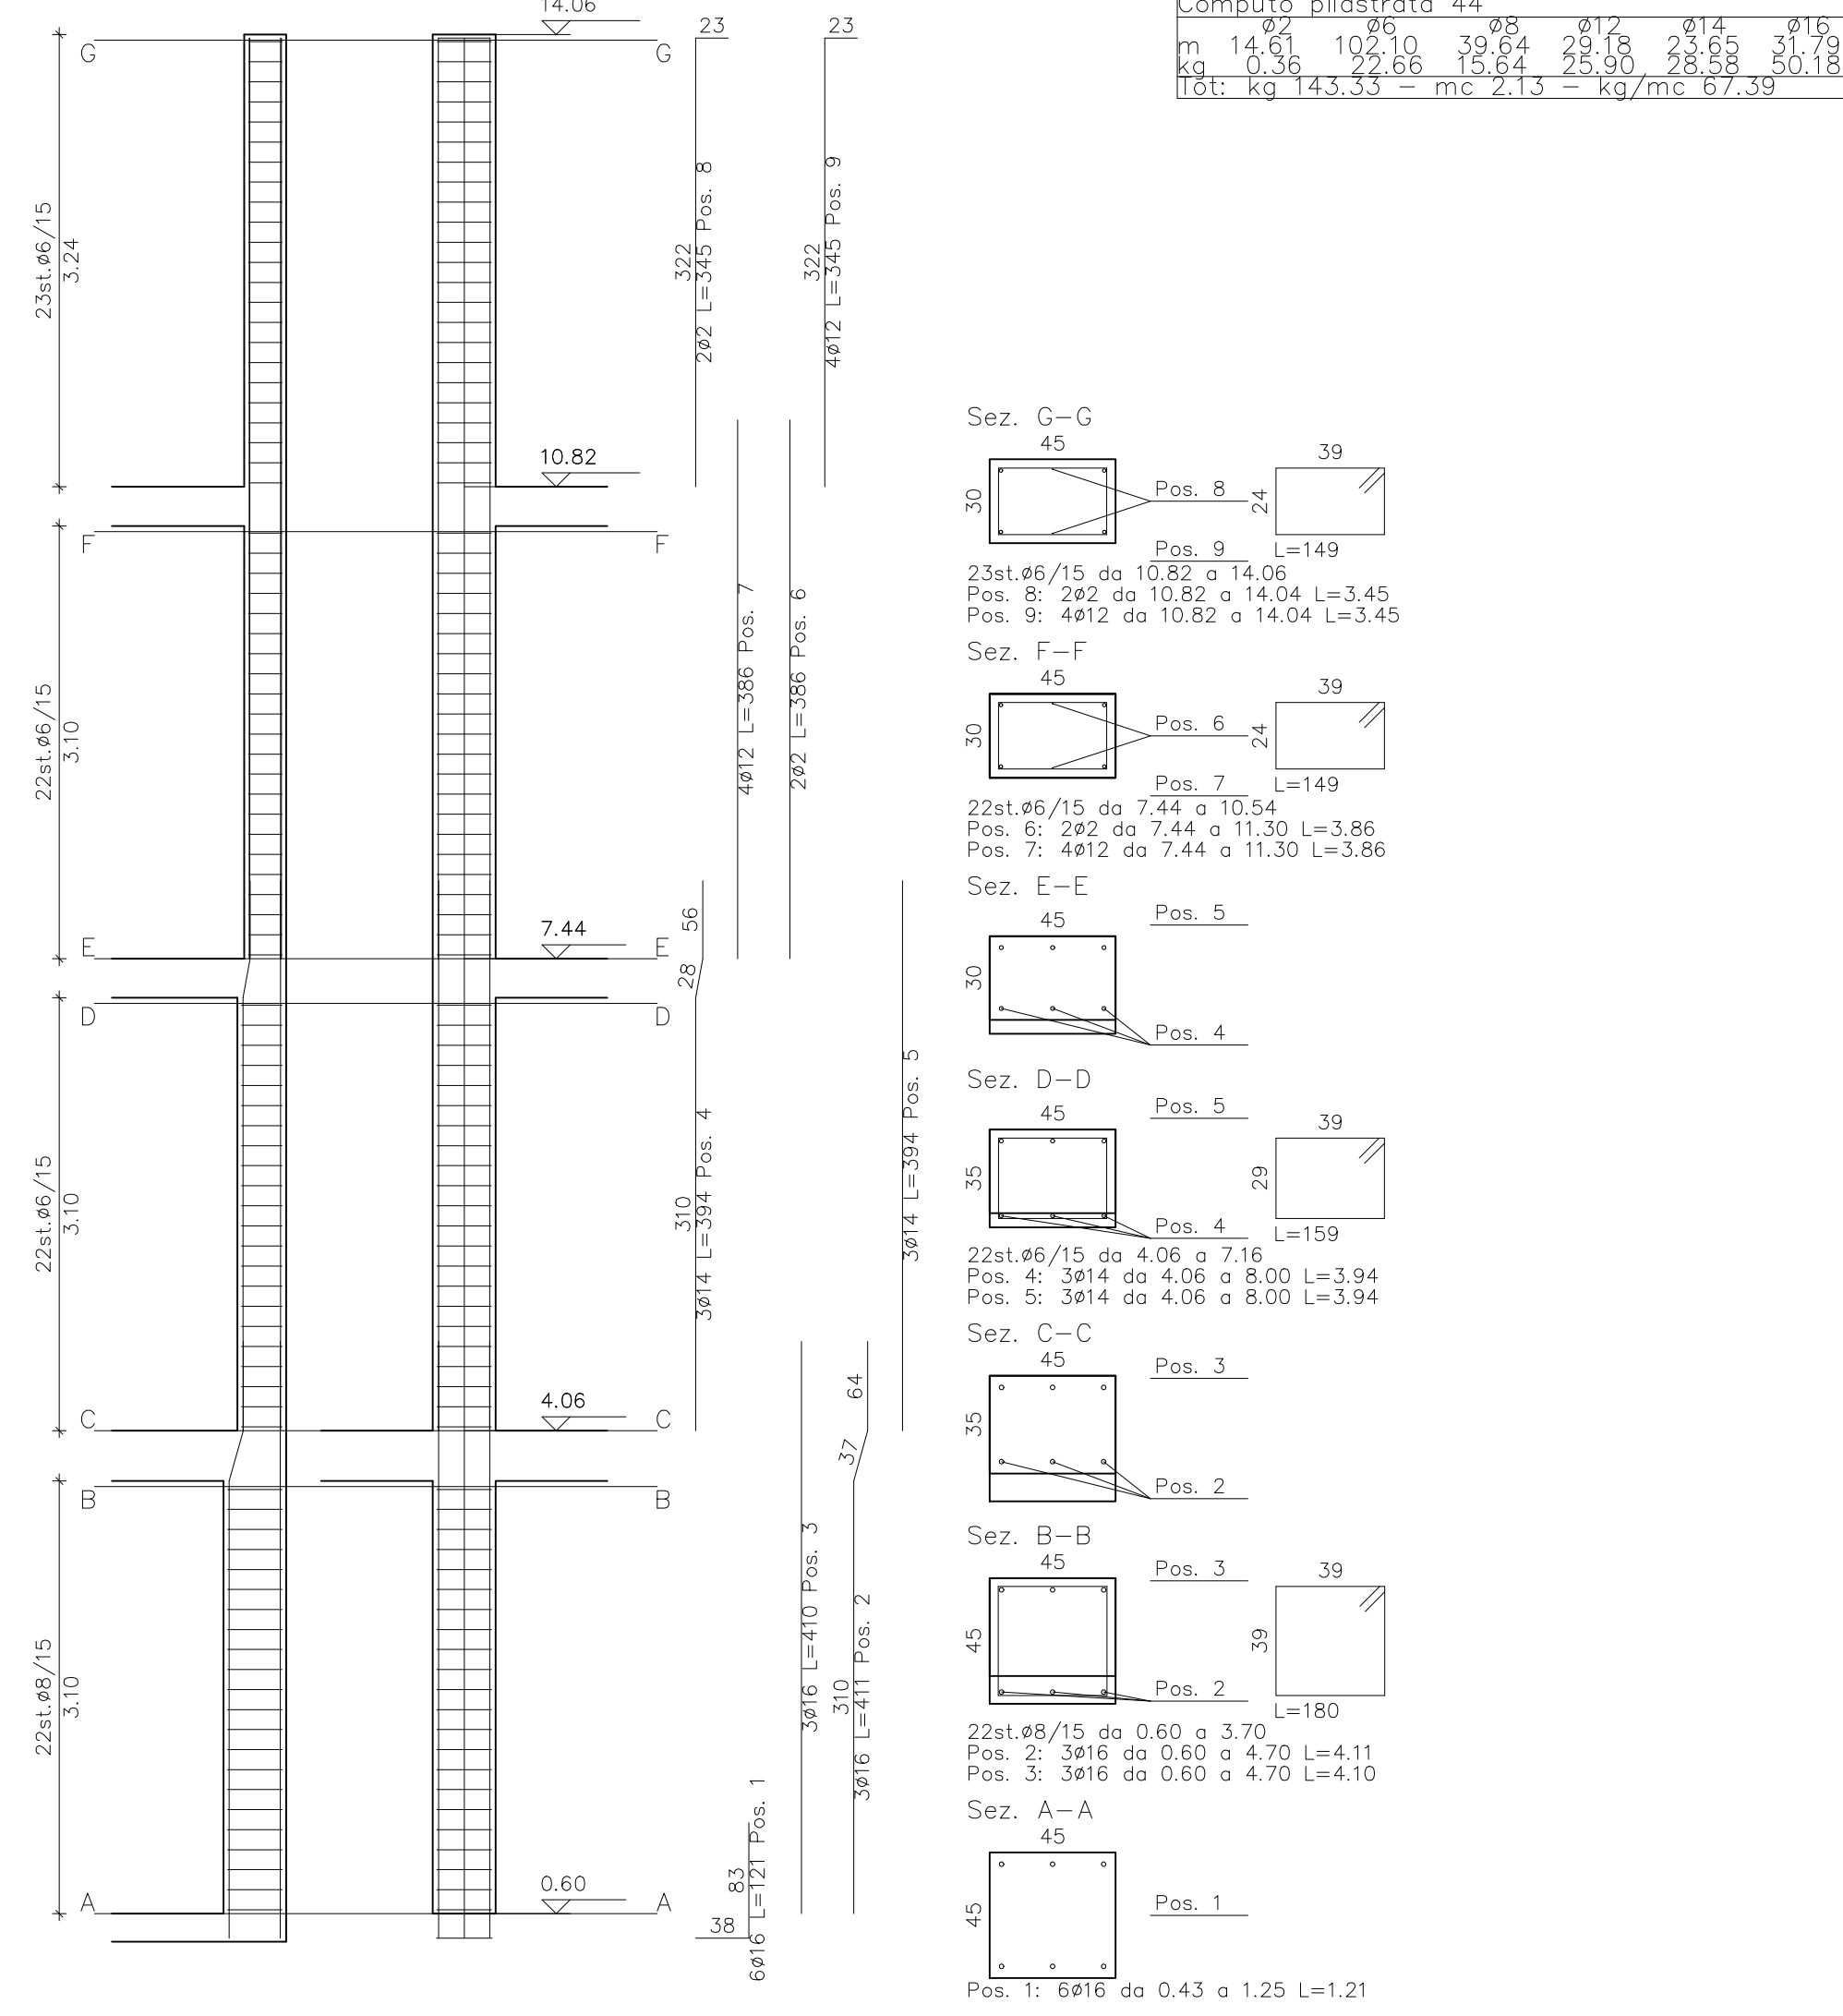 14.06
Computo pilastrata 44
ø2 ø6 ø8 ø12 ø14 ø16
m 14.61 102.10 39.64 29.18 23.65 31.79
kg 0.36 22.66 15.64 25.90 28.58 50.18
Tot: kg 143.33 – mc 2.13 – kg/mc 67.39
G
G
23
23
23st.ø6/15
3.24
322
2ø2 L=345 Pos. 8
322
4ø12 L=345 Pos. 9
10.82
F
F
22st.ø6/15
3.10
4ø12 L=386 Pos. 7
2ø2 L=386 Pos. 6
7.44
E
E
56
28
D
D
22st.ø6/15
3.10
310
3ø14 L=394 Pos. 4
3ø14 L=394 Pos. 5
4.06
C
C
64
37
B
B
22st.ø8/15
3.10
3ø16 L=410 Pos. 3
310
3ø16 L=411 Pos. 2
0.60
A
A
83
38
6ø16 L=121 Pos. 1
Sez. G–G
45
30
Pos. 8
Pos. 9
39
24
L=149
23st.ø6/15 da 10.82 a 14.06
Pos. 8: 2ø2 da 10.82 a 14.04 L=3.45
Pos. 9: 4ø12 da 10.82 a 14.04 L=3.45
Sez. F–F
45
30
Pos. 6
Pos. 7
39
24
L=149
22st.ø6/15 da 7.44 a 10.54
Pos. 6: 2ø2 da 7.44 a 11.30 L=3.86
Pos. 7: 4ø12 da 7.44 a 11.30 L=3.86
Sez. E–E
45
30
Pos. 5
Pos. 4
Sez. D–D
45
35
Pos. 5
Pos. 4
39
29
L=159
22st.ø6/15 da 4.06 a 7.16
Pos. 4: 3ø14 da 4.06 a 8.00 L=3.94
Pos. 5: 3ø14 da 4.06 a 8.00 L=3.94
Sez. C–C
45
35
Pos. 3
Pos. 2
Sez. B–B
45
45
Pos. 3
Pos. 2
39
39
L=180
22st.ø8/15 da 0.60 a 3.70
Pos. 2: 3ø16 da 0.60 a 4.70 L=4.11
Pos. 3: 3ø16 da 0.60 a 4.70 L=4.10
Sez. A–A
45
45
Pos. 1
Pos. 1: 6ø16 da 0.43 a 1.25 L=1.21